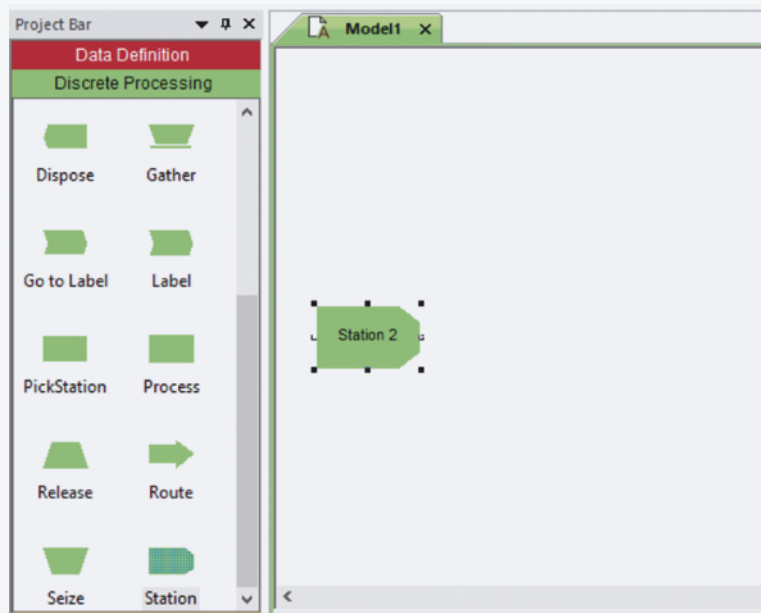 Project Bar
Data Definition
Discrete Processing
Dispose Gather
Go to Label Label
PickStation Process
Release Route
Seize Station
Model1
Station 2